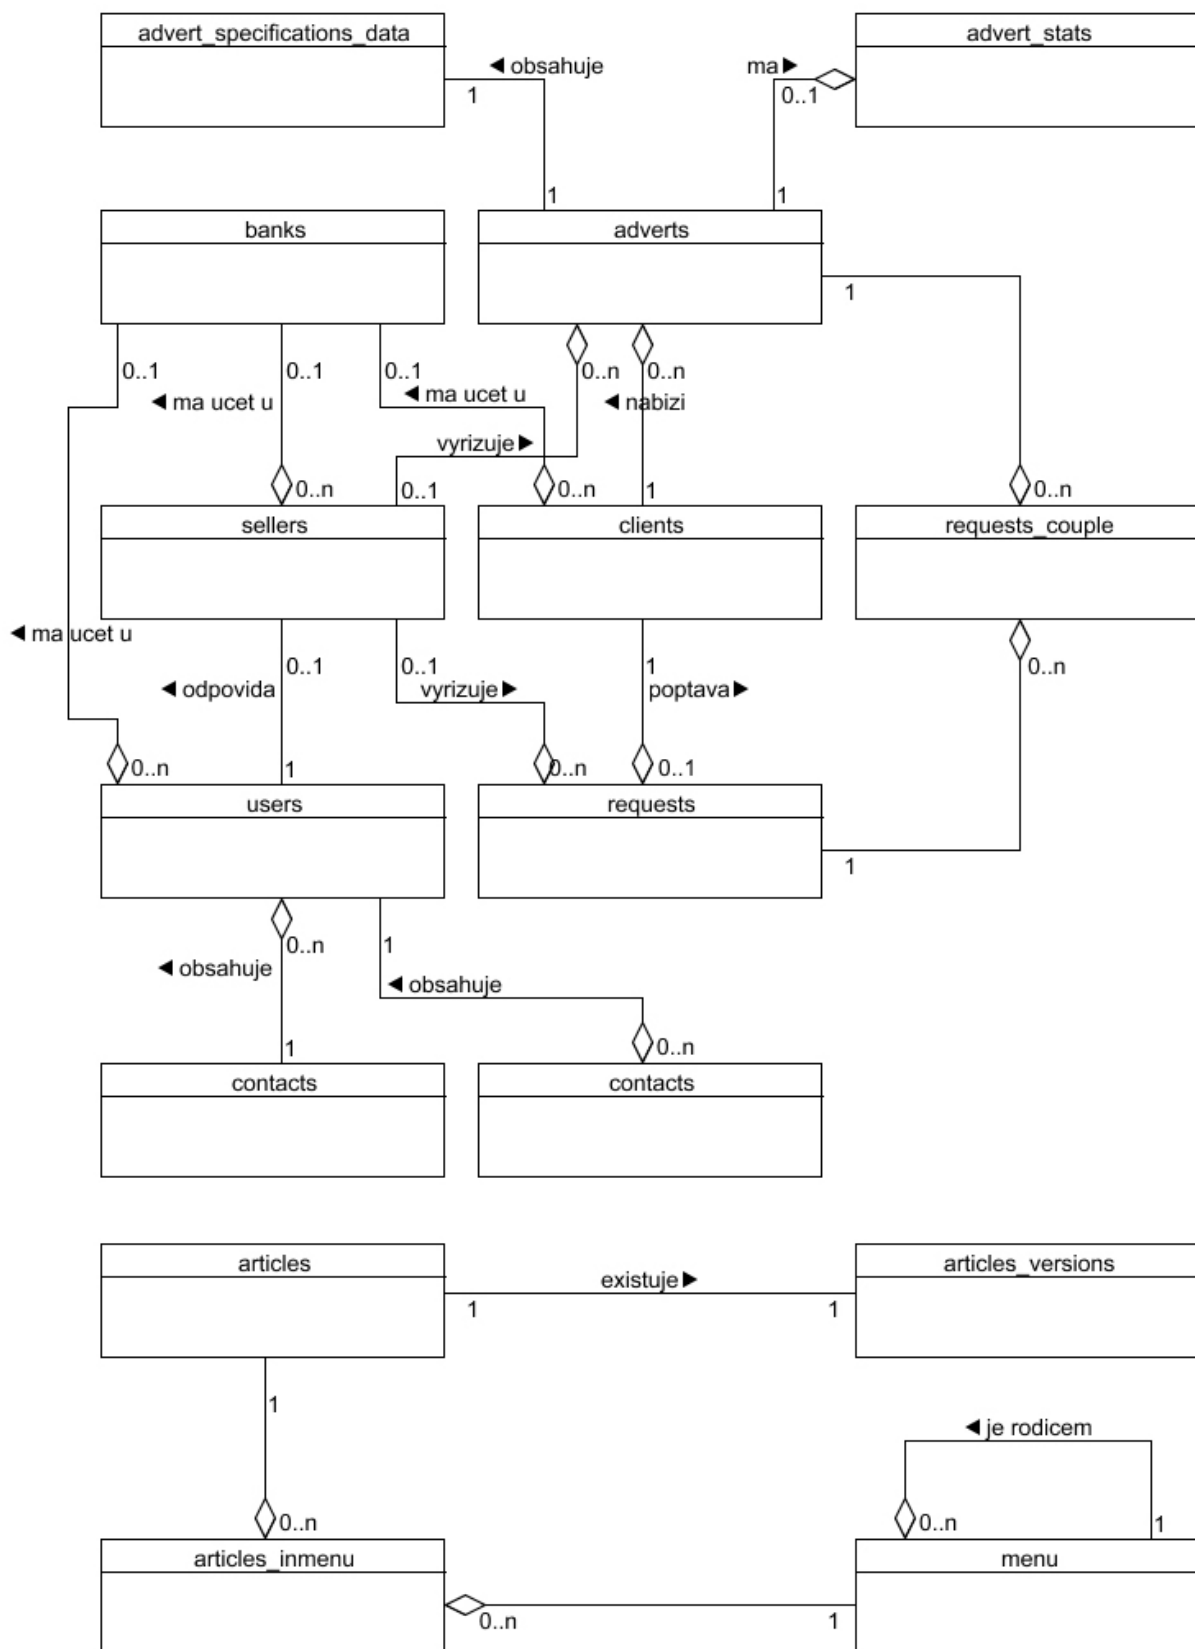 advert_specifications_data
advert_stats
◄ obsahuje
ma ►
1
0..1
1
1
banks
adverts
1
0..1
0..1
0..1
0..n
0..n
◄ ma ucet u
◄ ma ucet u
◄ nabizi
vyrizuje ►
0..n
0..1
0..n
1
0..n
sellers
clients
requests_couple
◄ ma ucet u
0..1
0..1
1
0..n
◄ odpovida
vyrizuje ►
poptava ►
0..n
1
0..n
0..1
users
requests
1
0..n
1
◄ obsahuje
◄ obsahuje
1
0..n
contacts
contacts
articles
articles_versions
existuje ►
1
1
1
◄ je rodicem
0..n
0..n
1
articles_inmenu
menu
0..n
1